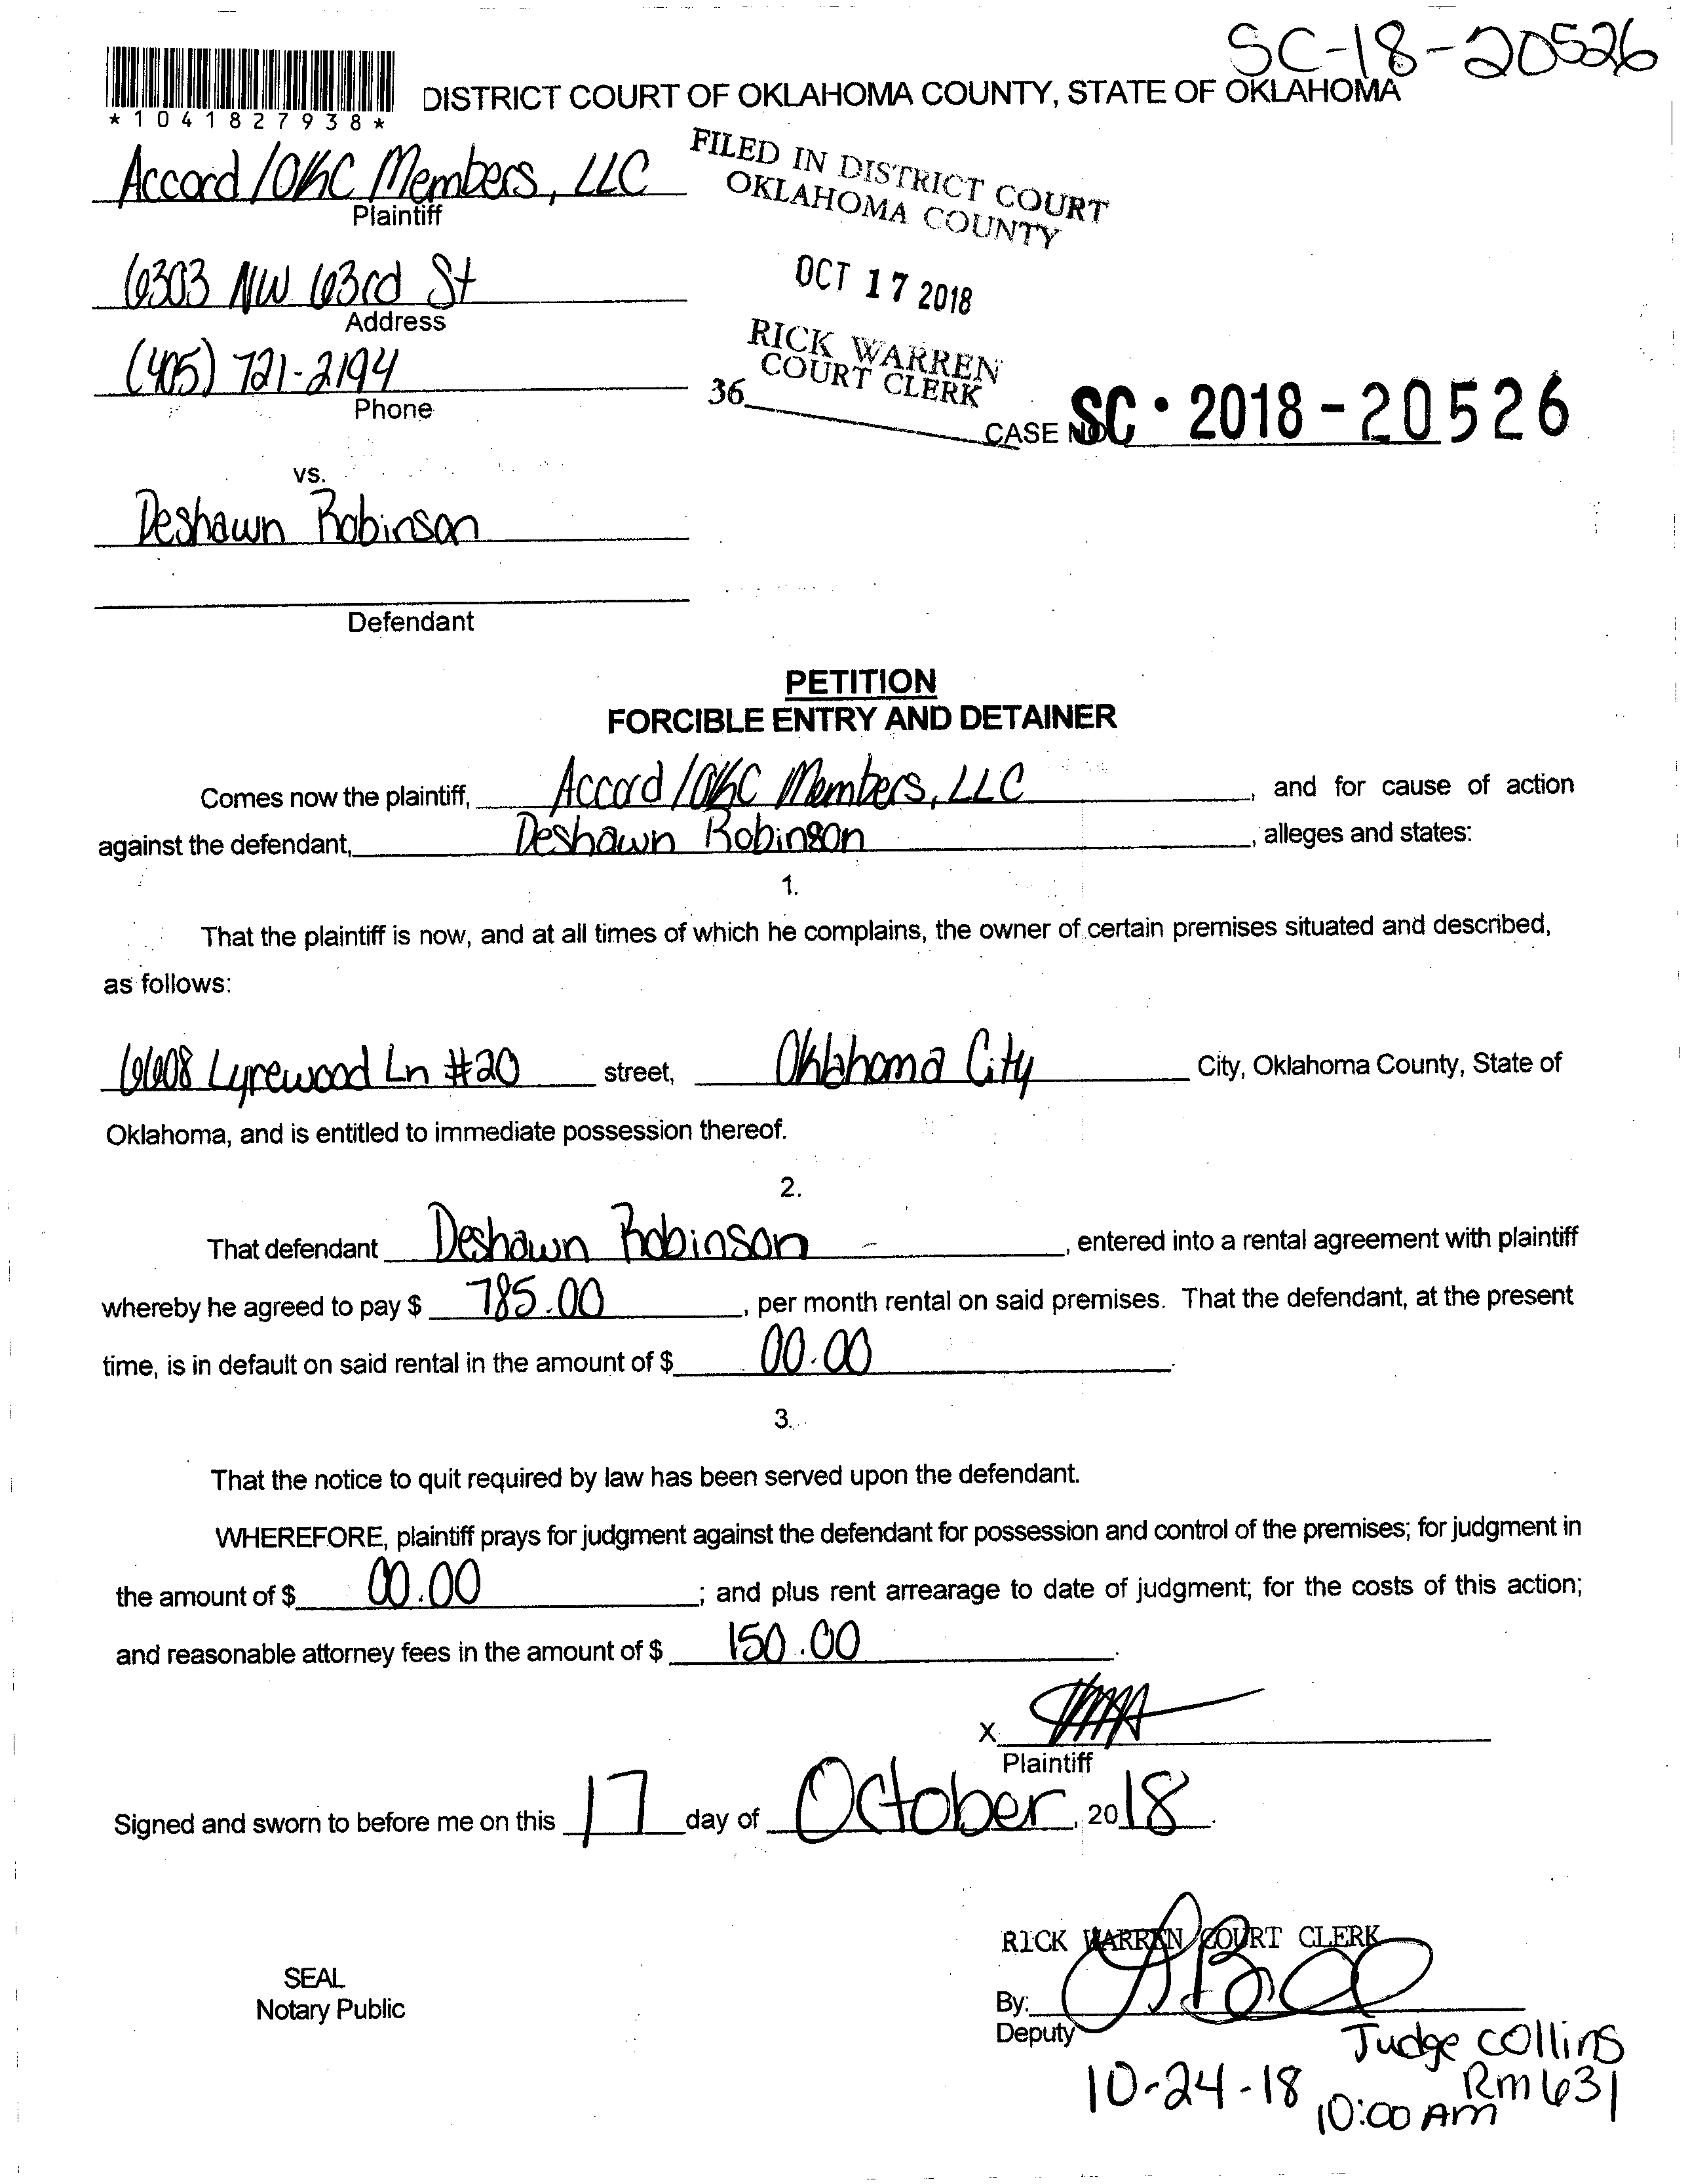 SC-18-20526
*1041827938*
DISTRICT COURT OF OKLAHOMA COUNTY, STATE OF OKLAHOMA
Accord/OKC Members, LLC
Plaintiff
FILED IN DISTRICT COURT
OKLAHOMA COUNTY
6303 NW 63rd St
Address
OCT 17 2018
(405) 721-2194
Phone
RICK WARREN
COURT CLERK
36
CASE NO. SC-2018-20526
vs.
Deshawn Robinson
Defendant
PETITION
FORCIBLE ENTRY AND DETAINER
Comes now the plaintiff, Accord/OKC Members, LLC, and for cause of action
against the defendant, Deshawn Robinson, alleges and states:
1.
That the plaintiff is now, and at all times of which he complains, the owner of certain premises situated and described,
as follows:
6608 Lyrewood Ln #20 street, Oklahoma City City, Oklahoma County, State of
Oklahoma, and is entitled to immediate possession thereof.
2.
That defendant Deshawn Robinson, entered into a rental agreement with plaintiff
whereby he agreed to pay $ 785.00, per month rental on said premises. That the defendant, at the present
time, is in default on said rental in the amount of $ 00.00.
3.
That the notice to quit required by law has been served upon the defendant.
WHEREFORE, plaintiff prays for judgment against the defendant for possession and control of the premises; for judgment in
the amount of $ 00.00; and plus rent arrearage to date of judgment; for the costs of this action;
and reasonable attorney fees in the amount of $ 150.00.
X
Plaintiff
Signed and sworn to before me on this 17 day of October, 2018.
RICK WARREN COURT CLERK
SEAL
Notary Public
By:
Deputy
Judge Collins
10-24-18 Rm 631
10:00 AM